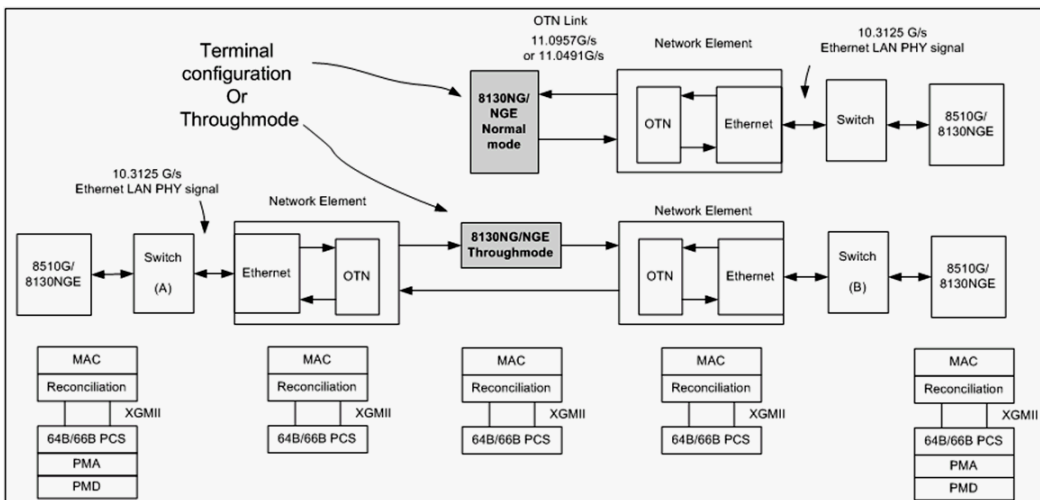 Terminal
configuration
Or
Throughmode
OTN Link
11.0957G/s
or 11.0491G/s
8130NG/
NGE
Normal
mode
Network Element
OTN
Ethernet
10.3125 G/s
Ethernet LAN PHY signal
Switch
8510G/
8130NGE
10.3125 G/s
Ethernet LAN PHY signal
8510G/
8130NGE
Switch
(A)
Network Element
Ethernet
OTN
8130NG/NGE
Throughmode
Network Element
OTN
Ethernet
Switch
(B)
8510G/
8130NGE
MAC
Reconciliation
XGMII
64B/66B PCS
PMA
PMD
MAC
Reconciliation
XGMII
64B/66B PCS
MAC
Reconciliation
XGMII
64B/66B PCS
MAC
Reconciliation
XGMII
64B/66B PCS
MAC
Reconciliation
XGMII
64B/66B PCS
PMA
PMD